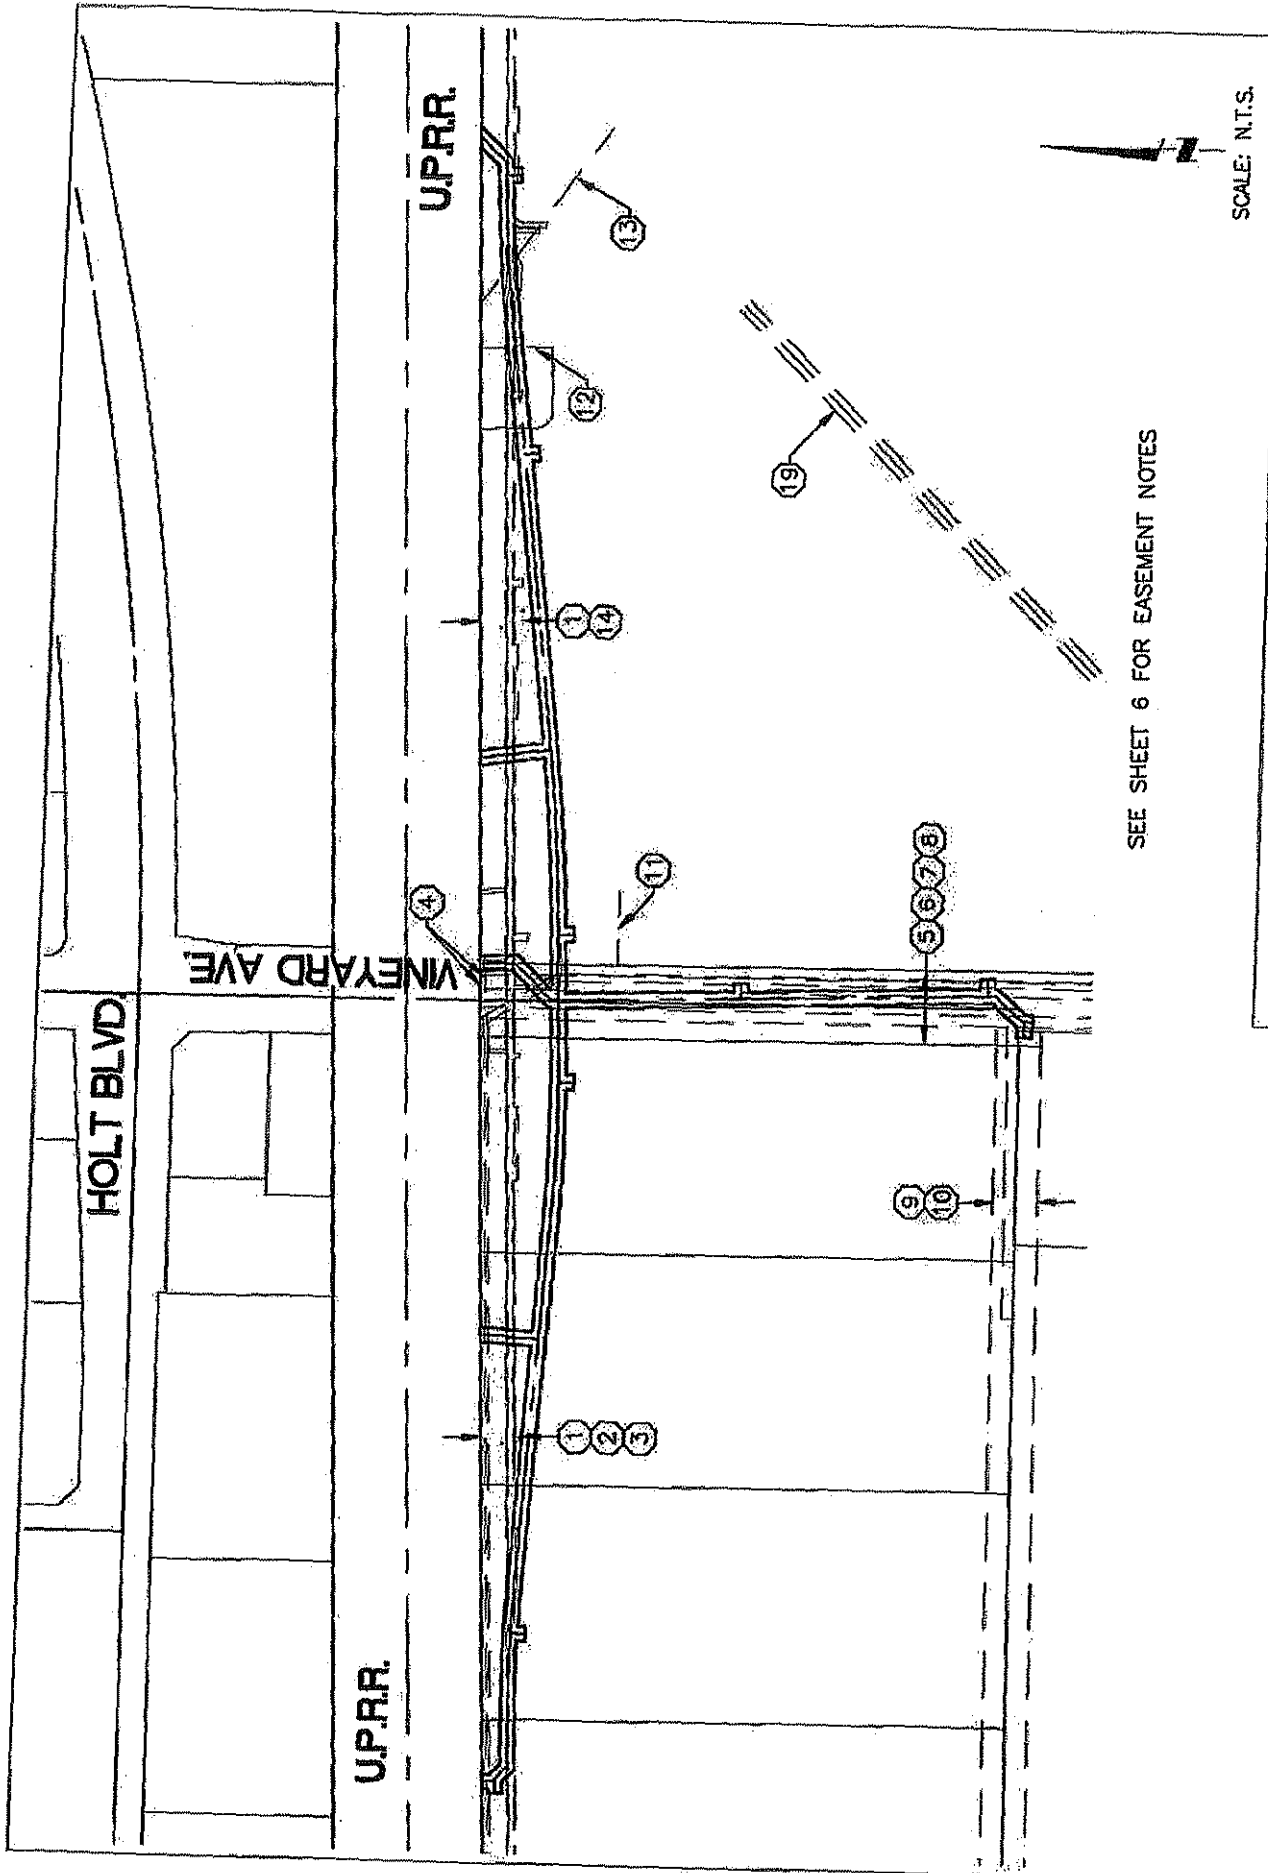 HOLT BLVD.
VINEYARD AVE.
U.P.R.R.
U.P.R.R.
4
1
2
3
1
14
12
13
11
19
5 6 7 8
9
10
SEE SHEET 6 FOR EASEMENT NOTES
N
SCALE: N.T.S.